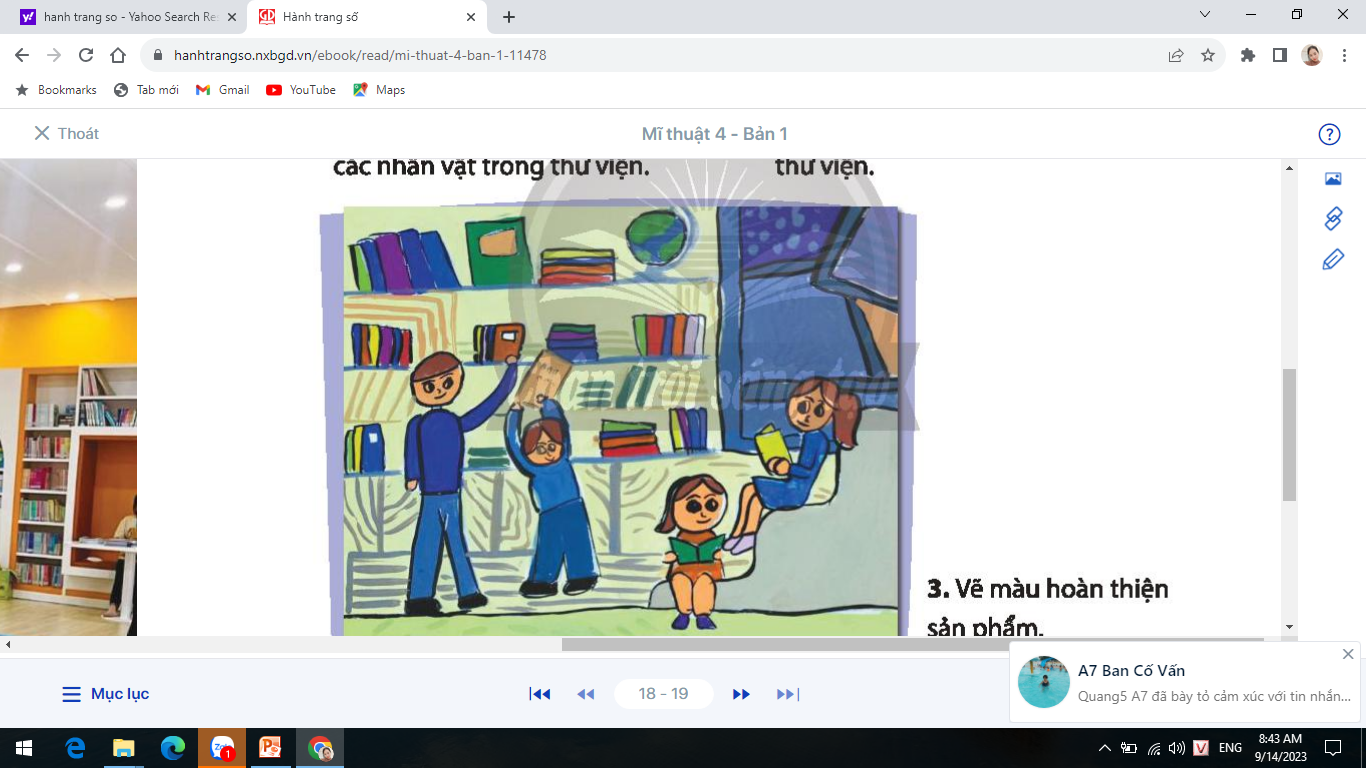 hanh trang so - Yahoo Search Re
Hành trang số
hanhtrangso.nxbgd.vn/ebook/read/mi-thuat-4-ban-1-11478
Bookmarks
Tab mới
Gmail
YouTube
Maps
Thoát
Mĩ thuật 4 - Bản 1
các nhân vật trong thư viện.
thư viện.
3. Vẽ màu hoàn thiện
sản phẩm.
Mục lục
18 - 19
A7 Ban Cố Vấn
Quang5 A7 đã bày tỏ cảm xúc với tin nhắn...
1
V
ENG
8:43 AM
9/14/2023